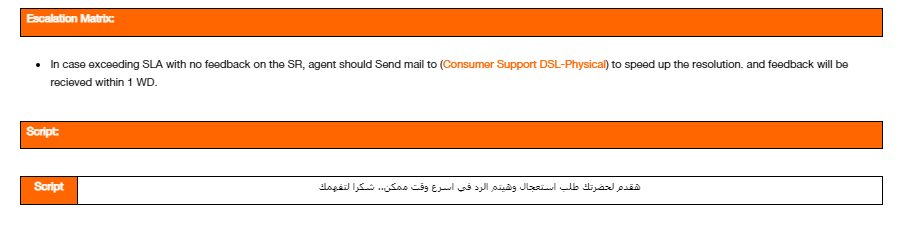 Escalation Matrix:
• In case exceeding SLA with no feedback on the SR, agent should Send mail to (Consumer Support DSL-Physical) to speed up the resolution. and feedback will be
recieved within 1 WD.
Script:
Script
هقدم لحضرتك طلب استعجال وهيتم الرد فى اسرع وقت ممكن.. شكرا لتفهمك